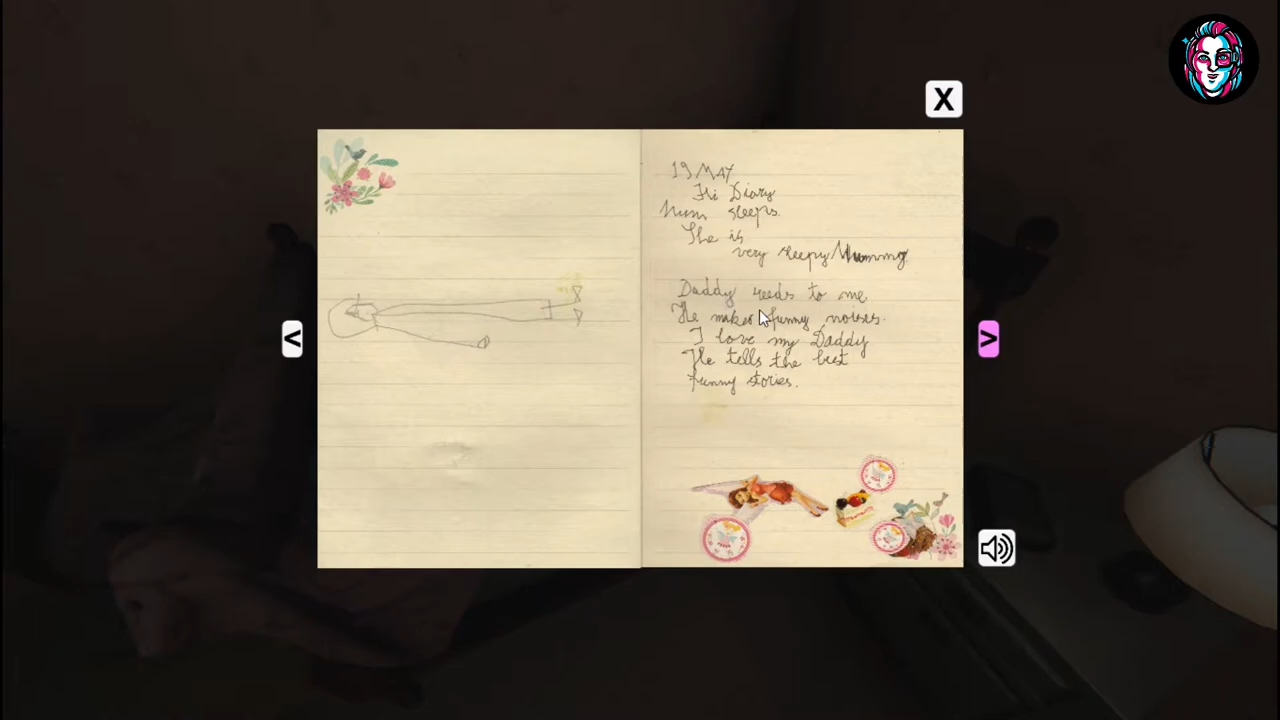 X
19 MAY
Hi Diary
Mum sleeps.
She is
very sleepy Mummy.
Daddy reeds to me
He makes funny noises.
I love my Daddy
He tells the best
funny stories.
<
>